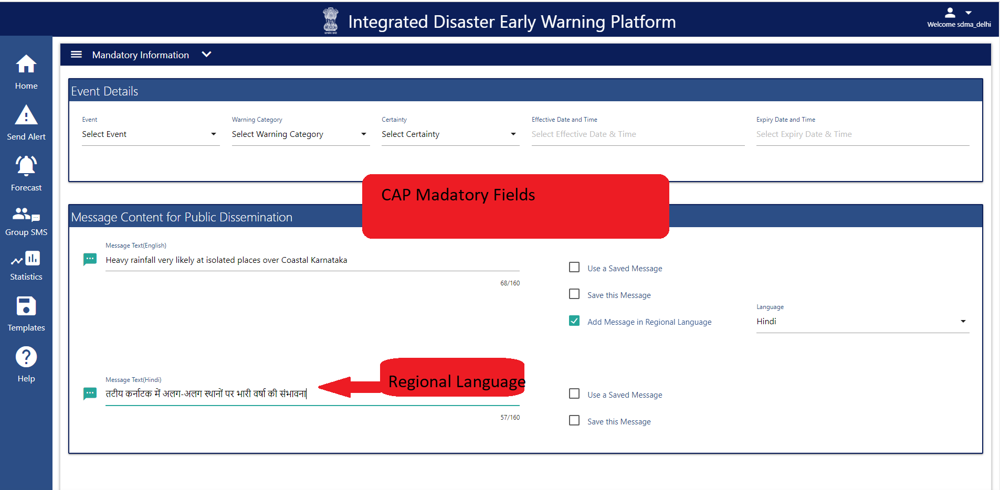 Integrated Disaster Early Warning Platform
Welcome sdma_delhi
Mandatory Information
Home
Send Alert
Forecast
Group SMS
Statistics
Templates
Help
Event Details
Event
Select Event
Warning Category
Select Warning Category
Certainty
Select Certainty
Effective Date and Time
Select Effective Date & Time
Expiry Date and Time
Select Expiry Date & Time
CAP Madatory Fields
Message Content for Public Dissemination
Message Text(English)
Heavy rainfall very likely at isolated places over Coastal Karnataka
68/160
Use a Saved Message
Save this Message
Add Message in Regional Language
Language
Hindi
Regional Language
Message Text(Hindi)
तटीय कर्नाटक में अलग-अलग स्थानों पर भारी वर्षा की संभावना
57/160
Use a Saved Message
Save this Message